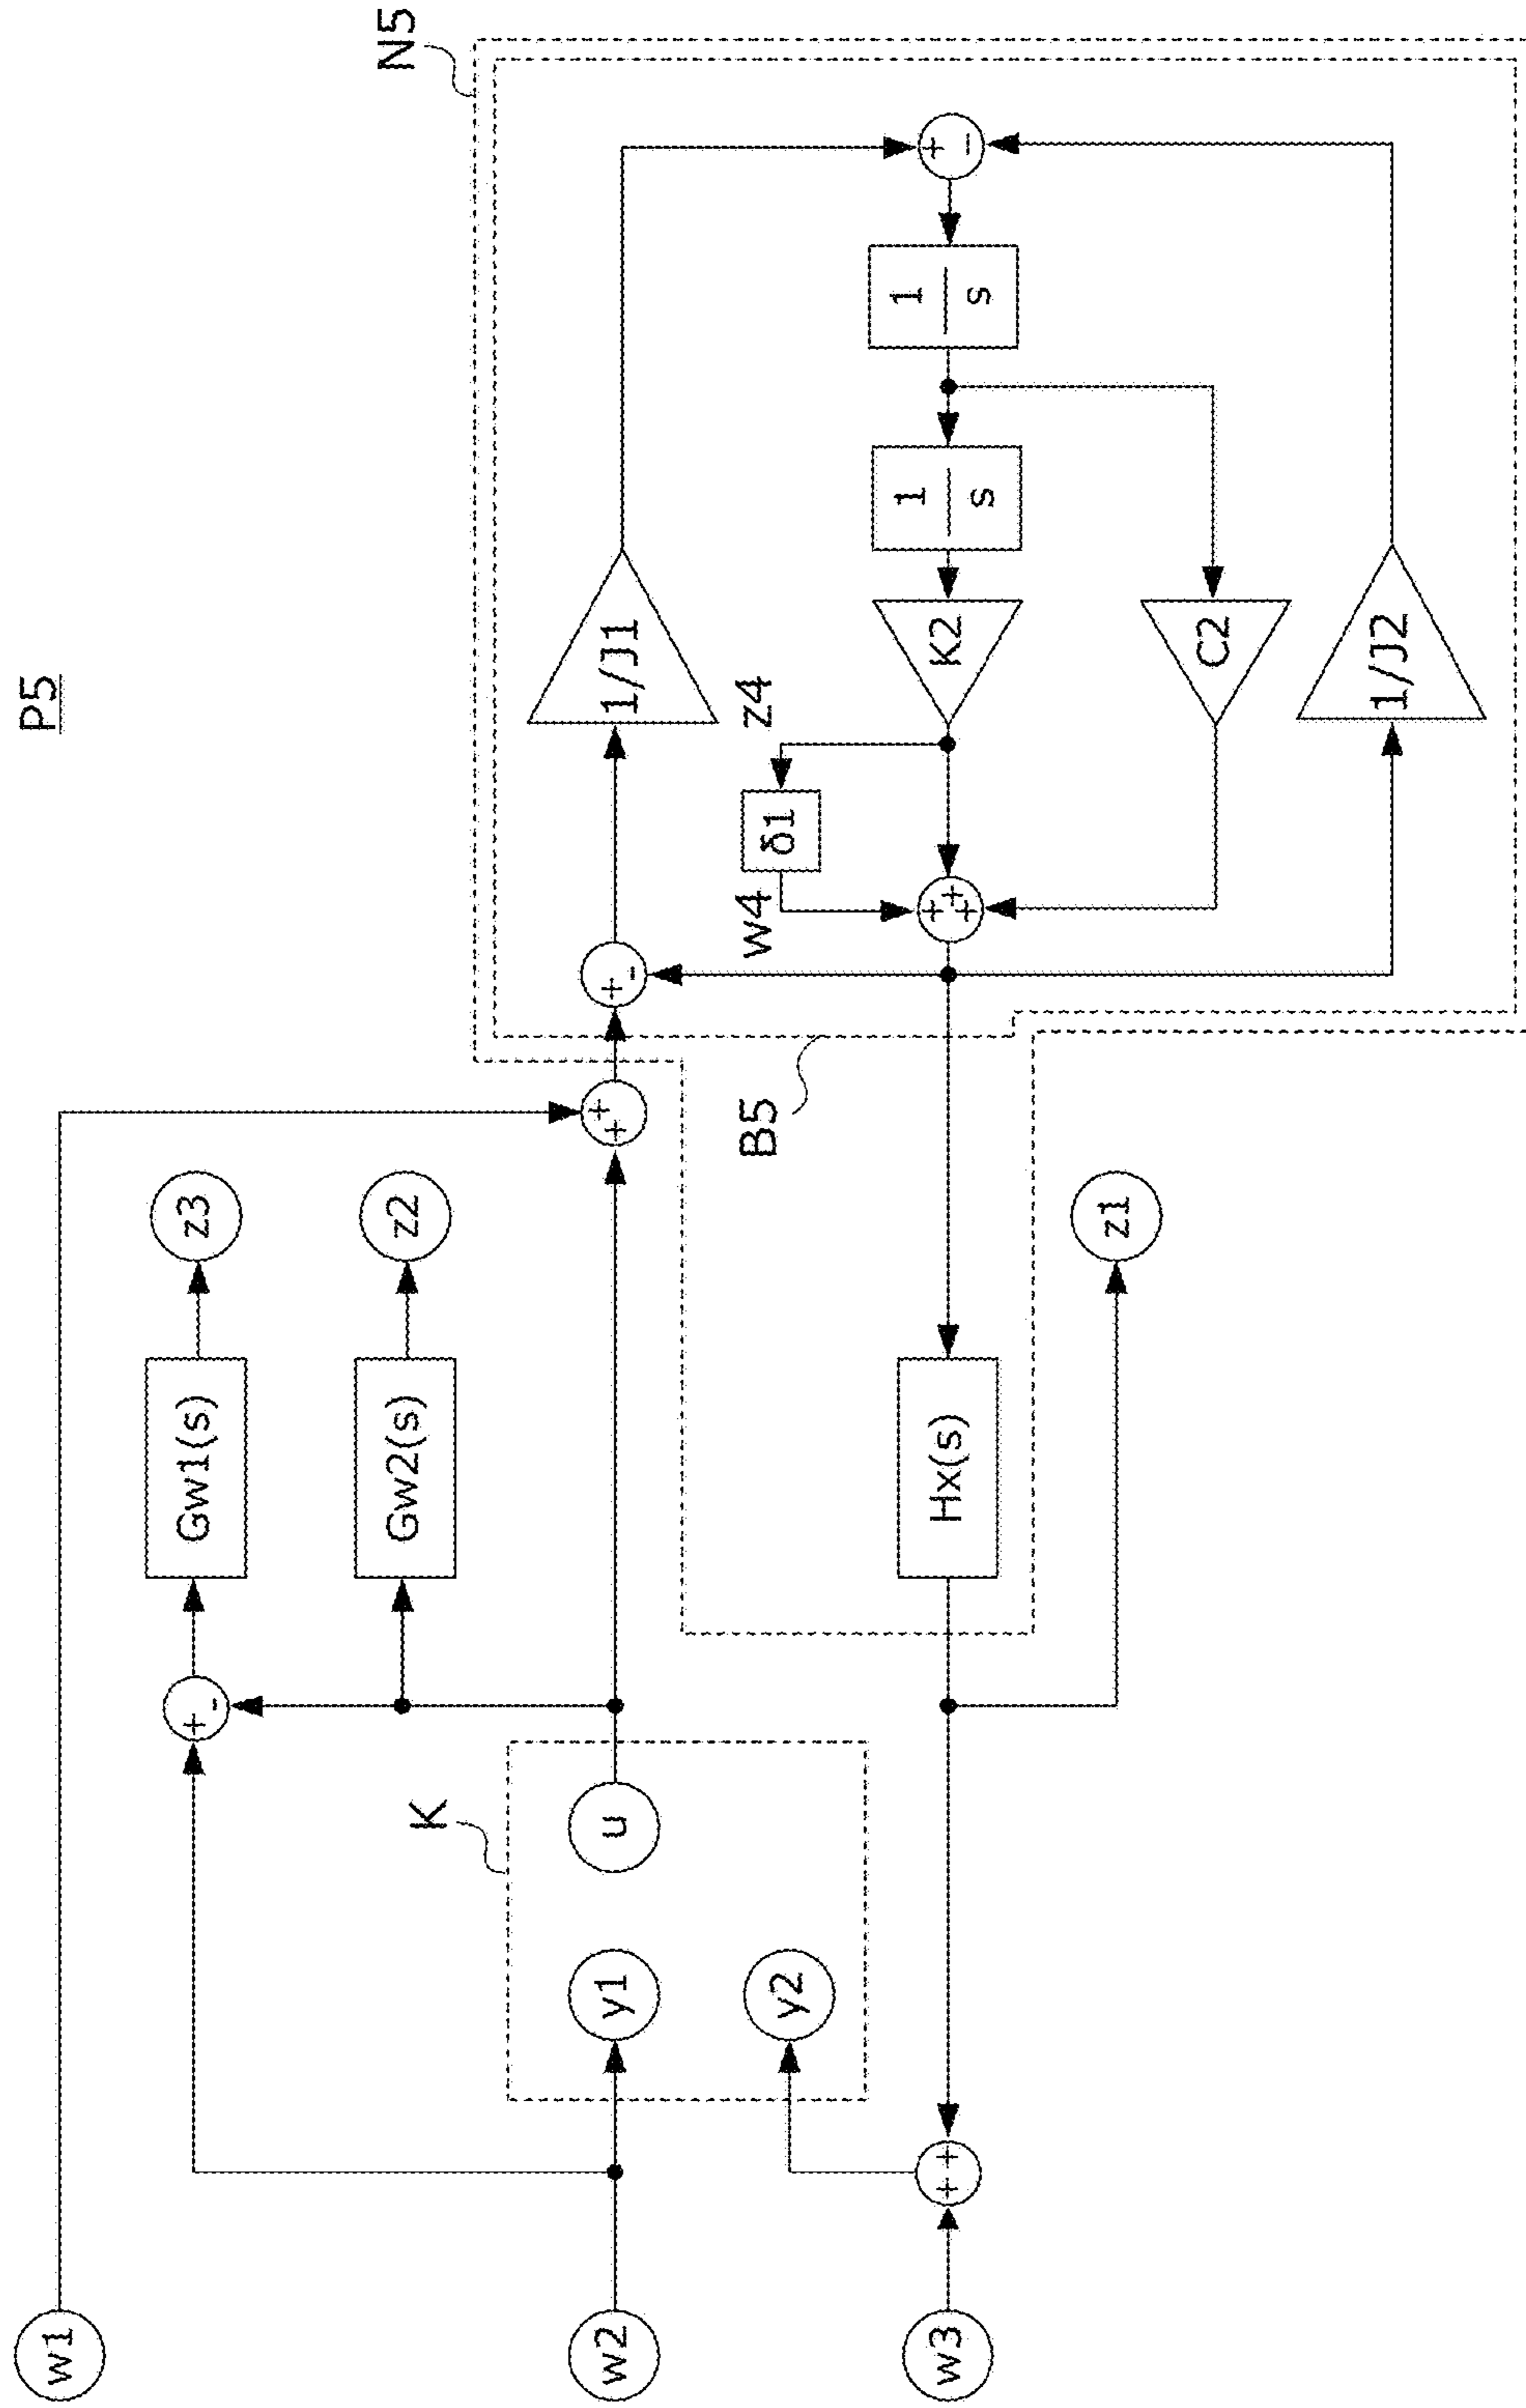 P5
N5
w1
z3
Gw1(s)
+
-
z2
Gw2(s)
+
+
+
-
1/J1
+
-
K
w2
y1
u
y2
B5
w4
δ1
z4
+
+
+
K2
1
s
1
s
w3
+
+
Hx(s)
z1
C2
1/J2